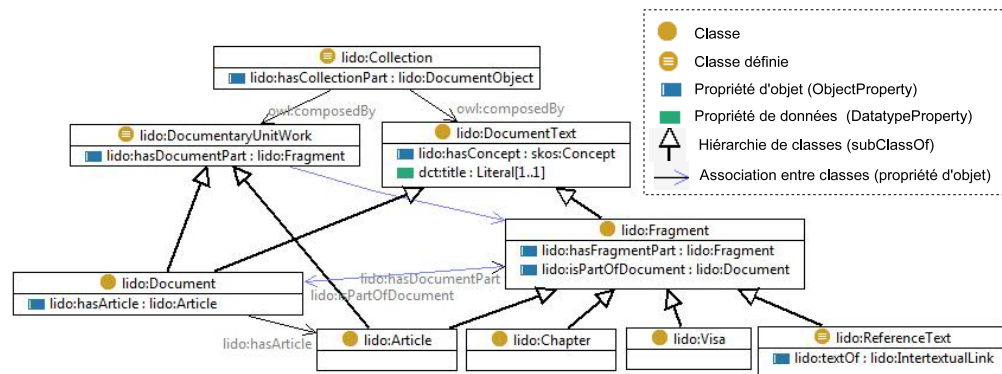 lido:Collection
lido:hasCollectionPart : lido:DocumentObject
owl:composedBy
owl:composedBy
lido:DocumentaryUnitWork
lido:hasDocumentPart : lido:Fragment
lido:DocumentText
lido:hasConcept : skos:Concept
dct:title : Literal[1..1]
Classe
Classe définie
Propriété d'objet (ObjectProperty)
Propriété de données (DatatypeProperty)
Hiérarchie de classes (subClassOf)
Association entre classes (propriété d'objet)
lido:Fragment
lido:hasFragmentPart : lido:Fragment
lido:isPartOfDocument : lido:Document
lido:Document
lido:hasArticle : lido:Article
lido:hasDocumentPart
lido:isPartOfDocument
lido:hasArticle
lido:Article
lido:Chapter
lido:Visa
lido:ReferenceText
lido:textOf : lido:IntertextualLink